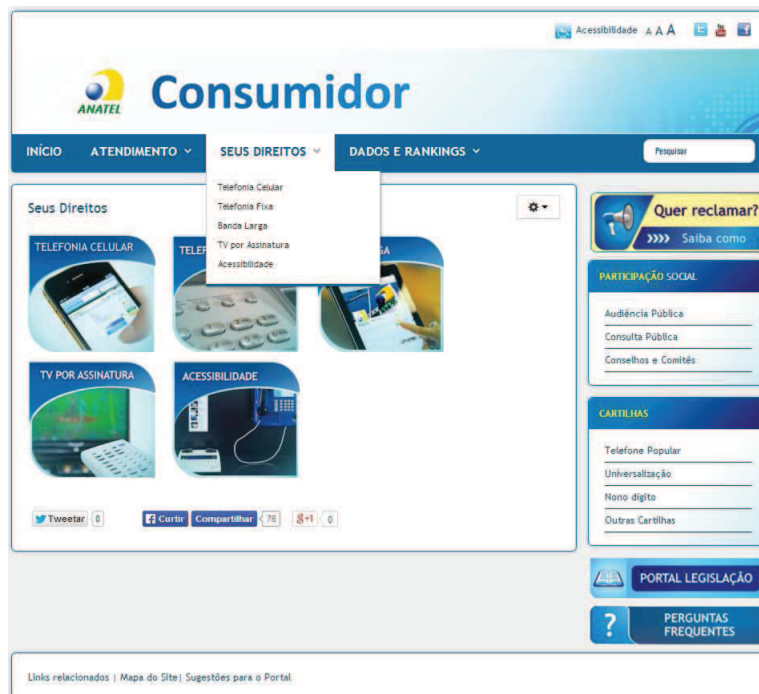 Acessibilidade A A A
You
ANATEL
Consumidor
INÍCIO ATENDIMENTO SEUS DIREITOS DADOS E RANKINGS
Pesquisar
Telefonia Celular
Telefonia Fixa
Banda Larga
TV por Assinatura
Acessibilidade
Seus Direitos
TELEFONIA CELULAR
TV POR ASSINATURA
ACESSIBILIDADE
Tweetar 0
Curtir Compartilhar 76
g+1 0
Quer reclamar?
Saiba como
PARTICIPAÇÃO SOCIAL
Audiência Pública
Consulta Pública
Conselhos e Comitês
CARTILHAS
Telefone Popular
Universalização
Nono dígito
Outras Cartilhas
PORTAL LEGISLAÇÃO
? PERGUNTAS
FREQUENTES
Links relacionados | Mapa do Site| Sugestões para o Portal